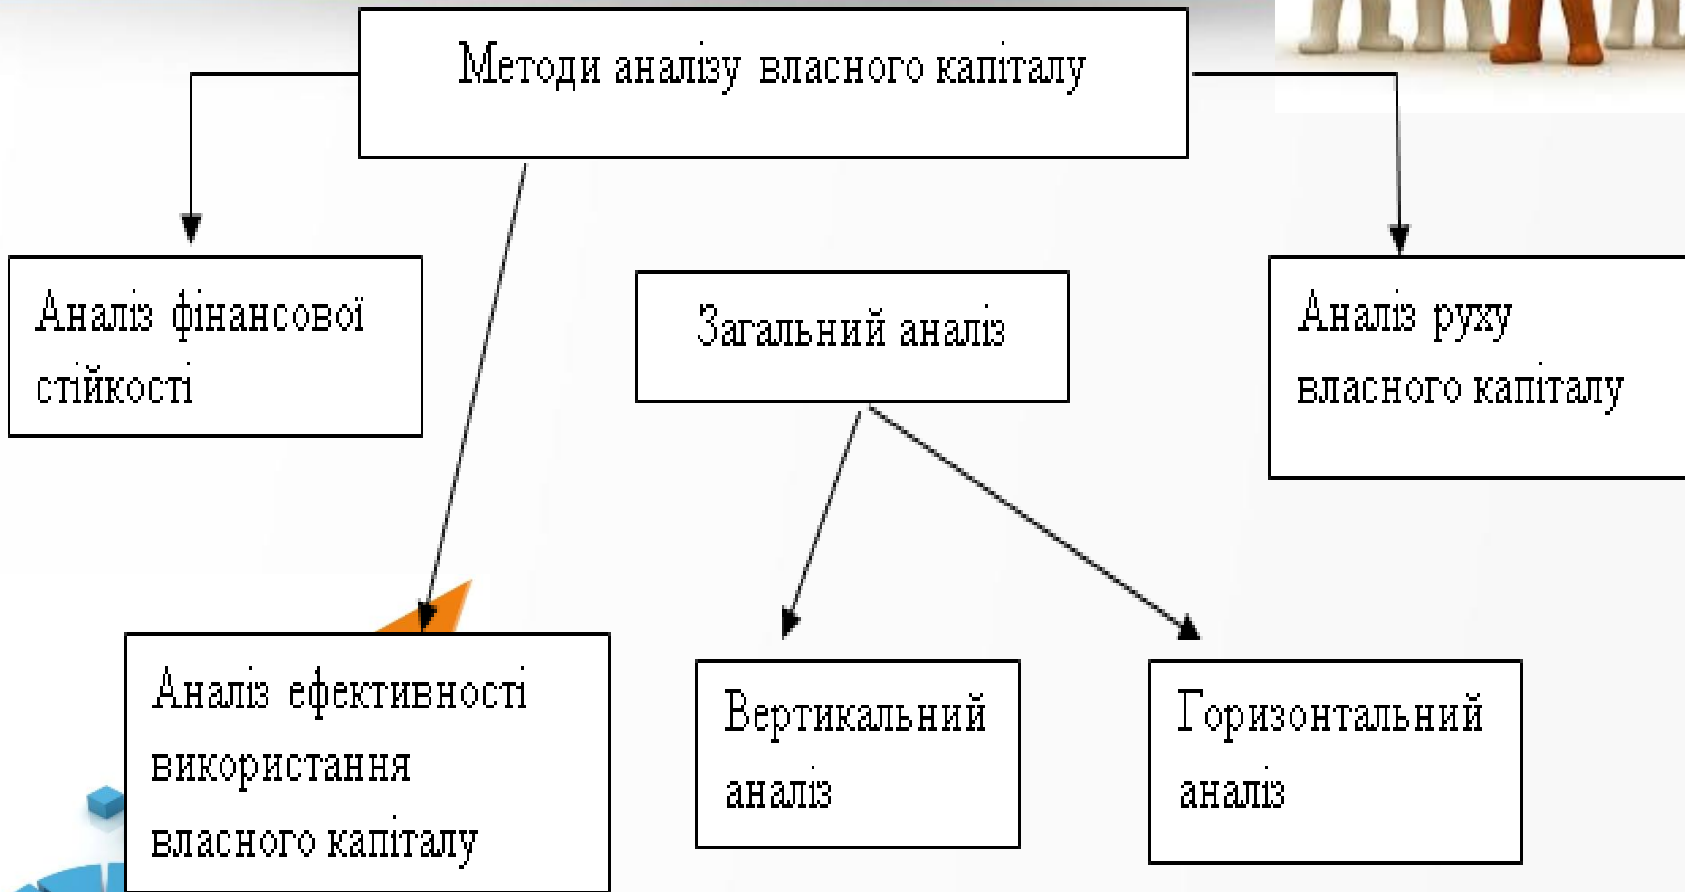 Методи аналізу власного капіталу
Аналіз фінансової
стійкості
Загальний аналіз
Аналіз руху
власного капіталу
Аналіз ефективності
використання
власного капіталу
Вертикальний
аналіз
Горизонтальний
аналіз